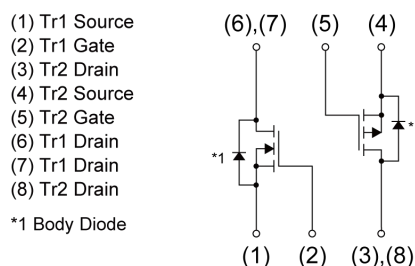 (1) Tr1 Source
(2) Tr1 Gate
(3) Tr2 Drain
(4) Tr2 Source
(5) Tr2 Gate
(6) Tr1 Drain
(7) Tr1 Drain
(8) Tr2 Drain
*1 Body Diode
(6),(7) (5) (4)
*1
*
(1) (2) (3),(8)